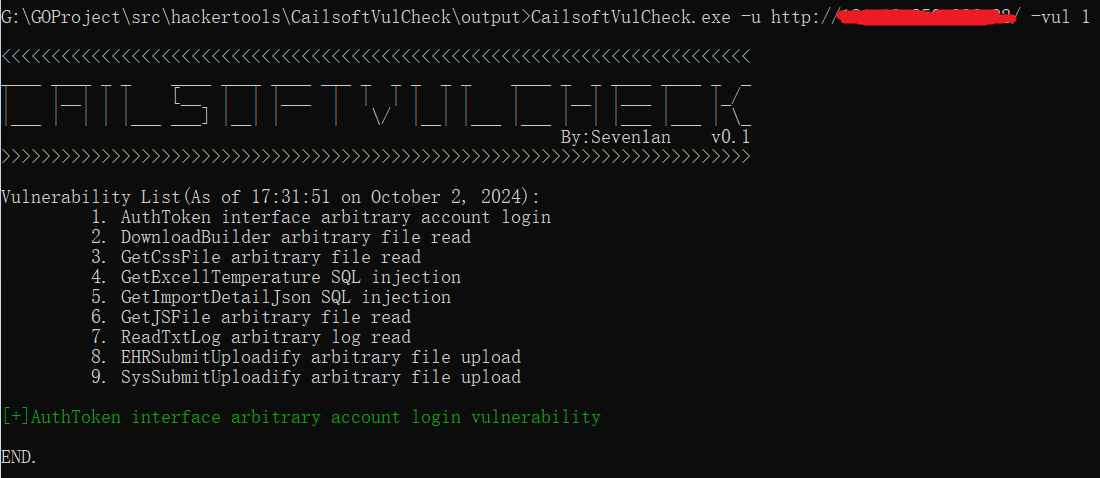 G:\GOProject\src\hackertools\CailsoftVulCheck\output>CailsoftVulCheck.exe -u http:// / -vul 1
<<<<<<<<<<<<<<<<<<<<<<<<<<<<<<<<<<<<<<<<<<<<<<<<<<<<<<<<<<<<<<<<<<<<<<<<<<<
CAILSOFTVULCHECK
By:Sevenlan v0.1
>>>>>>>>>>>>>>>>>>>>>>>>>>>>>>>>>>>>>>>>>>>>>>>>>>>>>>>>>>>>>>>>>>>>>>>>>>>
Vulnerability List(As of 17:31:51 on October 2, 2024):
1. AuthToken interface arbitrary account login
2. DownloadBuilder arbitrary file read
3. GetCssFile arbitrary file read
4. GetExcellTemperature SQL injection
5. GetImportDetailJson SQL injection
6. GetJSFile arbitrary file read
7. ReadTxtLog arbitrary log read
8. EHRSubmitUploadify arbitrary file upload
9. SysSubmitUploadify arbitrary file upload
[+]AuthToken interface arbitrary account login vulnerability
END.